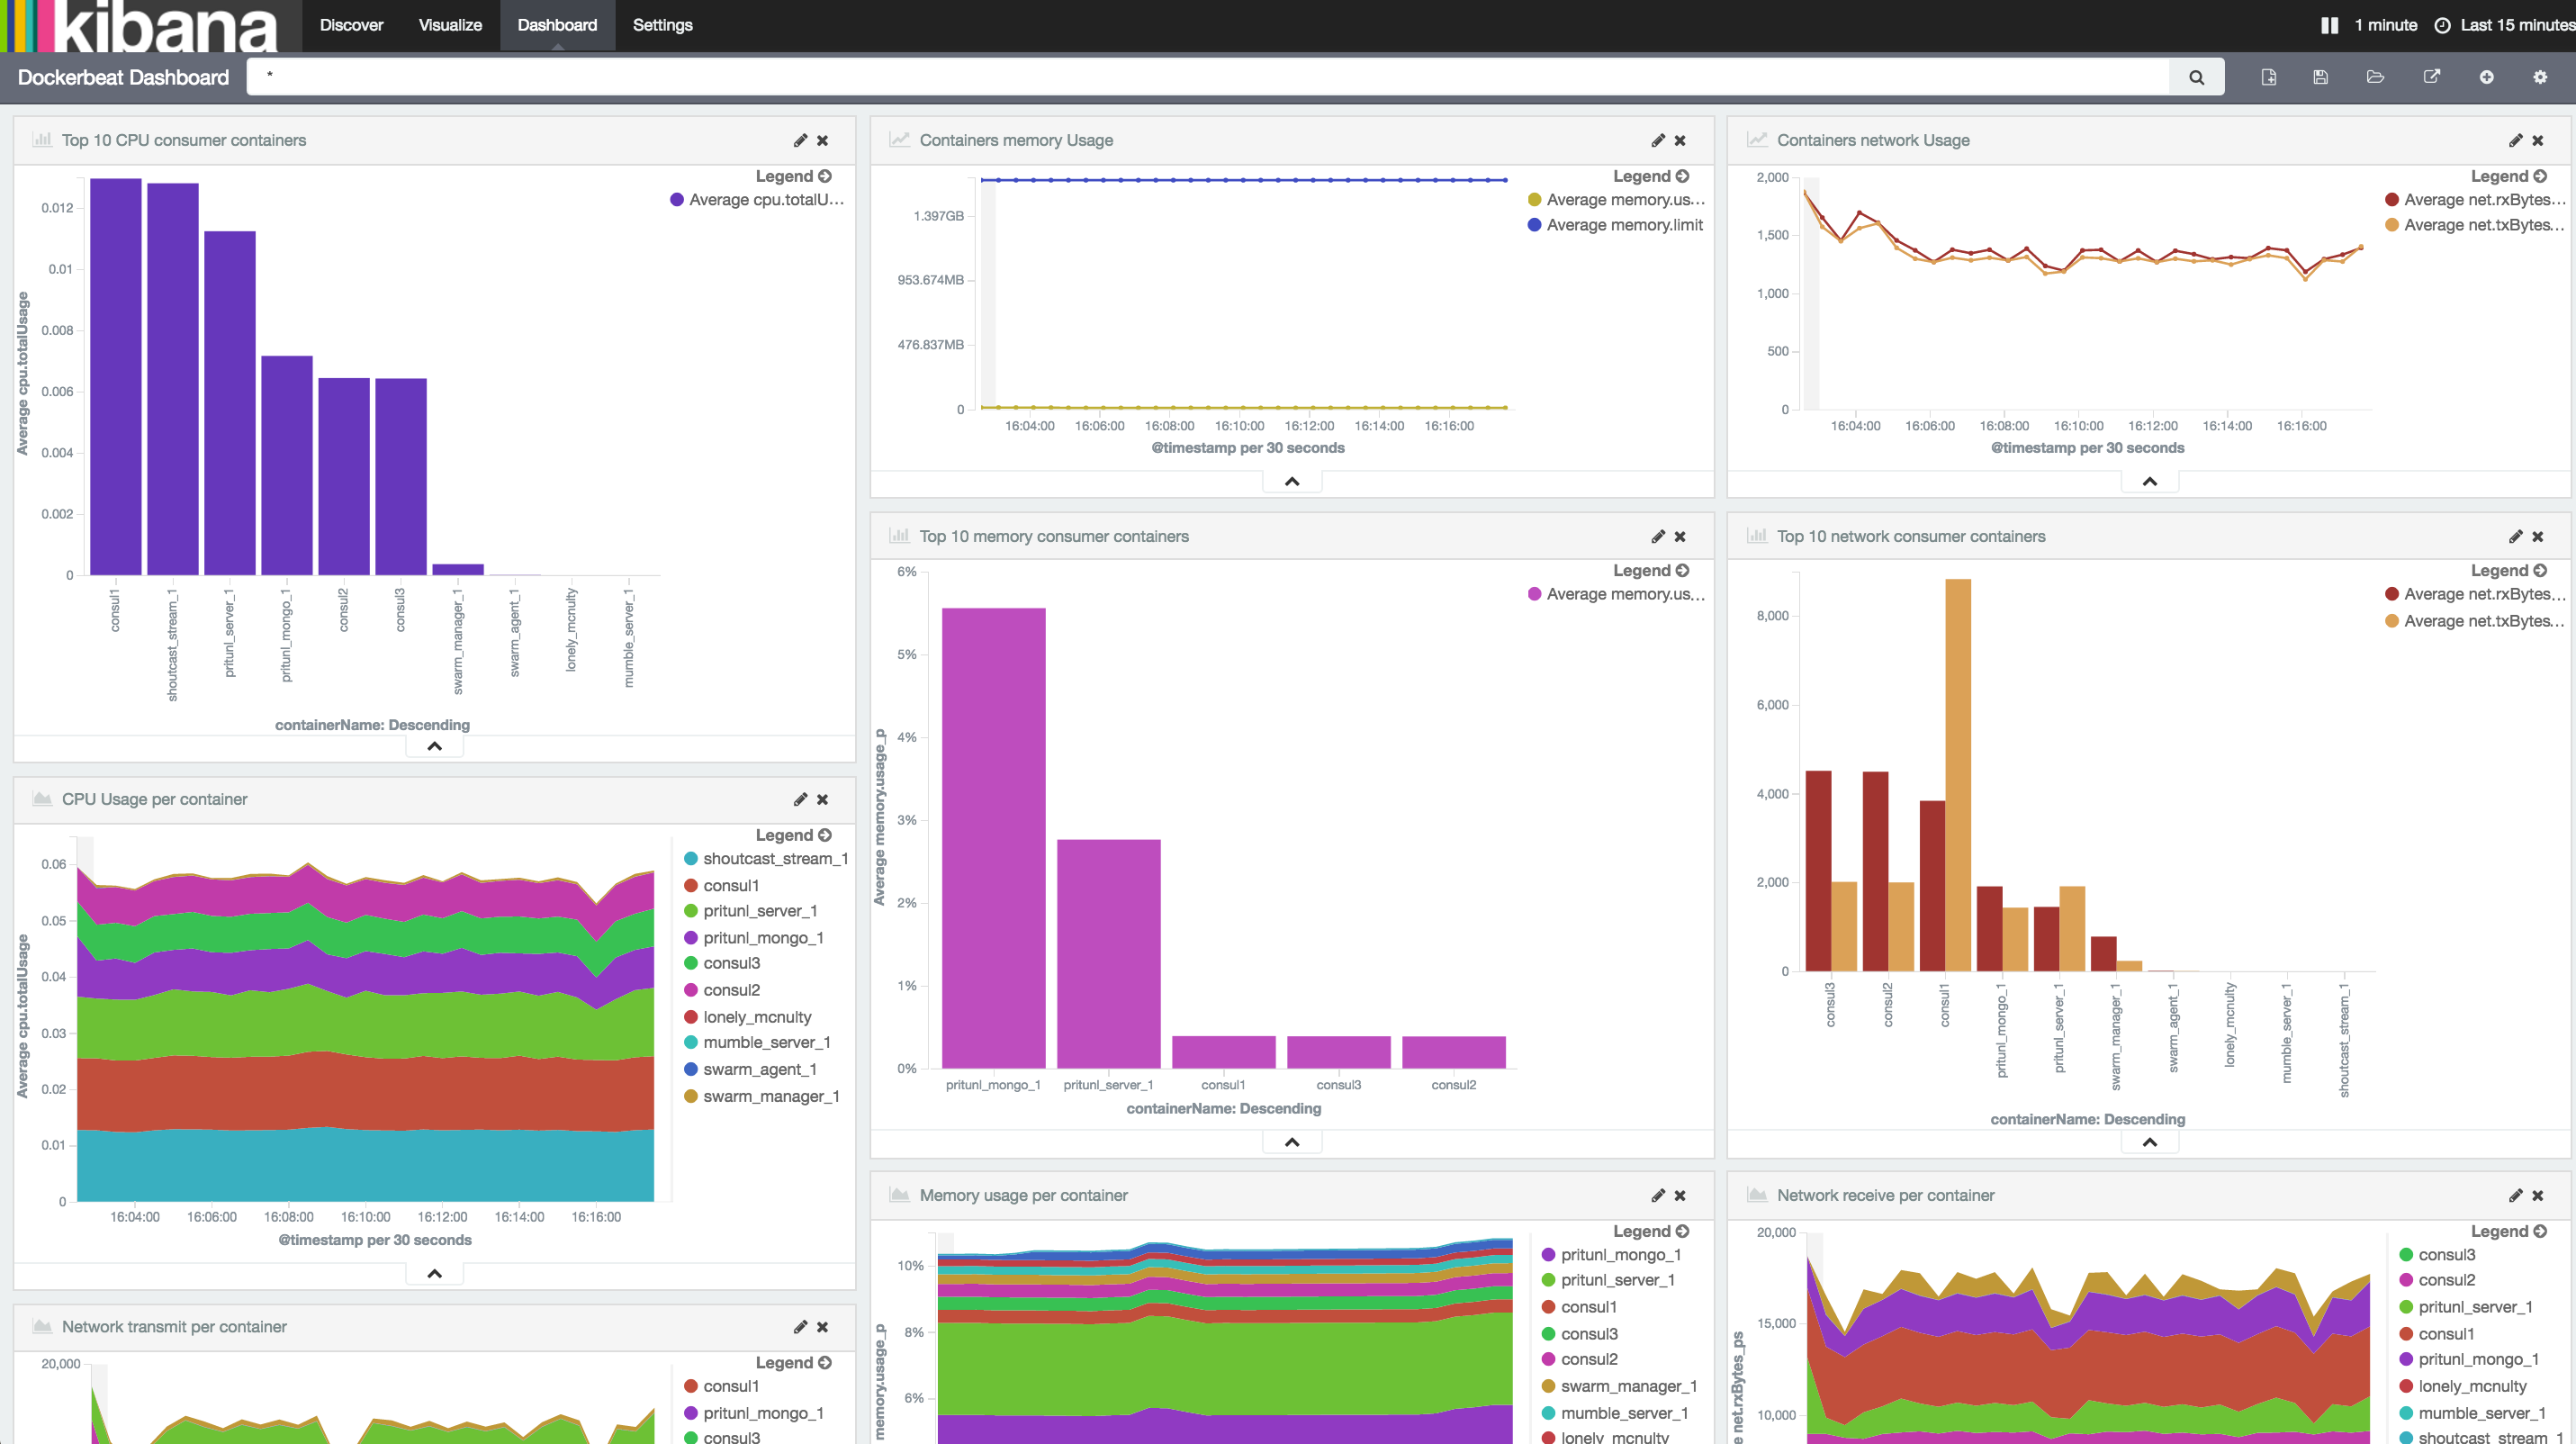 kibana
Discover
Visualize
Dashboard
Settings
1 minute
Last 15 minutes
Dockerbeat Dashboard
*
Top 10 CPU consumer containers
Legend
Average cpu.totalU...
0.012
0.01
0.008
0.006
0.004
0.002
0
Average cpu.totalUsage
consul1
shoutcast_stream_1
pritunl_server_1
pritunl_mongo_1
consul2
consul3
swarm_manager_1
swarm_agent_1
lonely_mcnulty
mumble_server_1
containerName: Descending
Containers memory Usage
Legend
Average memory.us...
Average memory.limit
1.397GB
953.674MB
476.837MB
0
16:04:00
16:06:00
16:08:00
16:10:00
16:12:00
16:14:00
16:16:00
@timestamp per 30 seconds
Containers network Usage
Legend
Average net.rxBytes...
Average net.txBytes...
2,000
1,500
1,000
500
0
16:04:00
16:06:00
16:08:00
16:10:00
16:12:00
16:14:00
16:16:00
@timestamp per 30 seconds
Top 10 memory consumer containers
Legend
Average memory.us...
6%
5%
4%
3%
2%
1%
0%
Average memory.usage_p
pritunl_mongo_1
pritunl_server_1
consul1
consul3
consul2
containerName: Descending
Top 10 network consumer containers
Legend
Average net.rxBytes...
Average net.txBytes...
8,000
6,000
4,000
2,000
0
consul3
consul2
consul1
pritunl_mongo_1
pritunl_server_1
swarm_manager_1
swarm_agent_1
lonely_mcnulty
mumble_server_1
shoutcast_stream_1
containerName: Descending
CPU Usage per container
Legend
shoutcast_stream_1
consul1
pritunl_server_1
pritunl_mongo_1
consul3
consul2
lonely_mcnulty
mumble_server_1
swarm_agent_1
swarm_manager_1
0.06
0.05
0.04
0.03
0.02
0.01
0
Average cpu.totalUsage
16:04:00
16:06:00
16:08:00
16:10:00
16:12:00
16:14:00
16:16:00
@timestamp per 30 seconds
Memory usage per container
Legend
pritunl_mongo_1
pritunl_server_1
consul1
consul3
consul2
swarm_manager_1
mumble_server_1
lonely_mcnulty
10%
8%
6%
memory.usage_p
Network receive per container
Legend
consul3
consul2
pritunl_server_1
consul1
pritunl_mongo_1
lonely_mcnulty
mumble_server_1
shoutcast_stream_1
20,000
15,000
10,000
e net.rxBytes_ps
Network transmit per container
Legend
consul1
pritunl_mongo_1
consul3
20,000